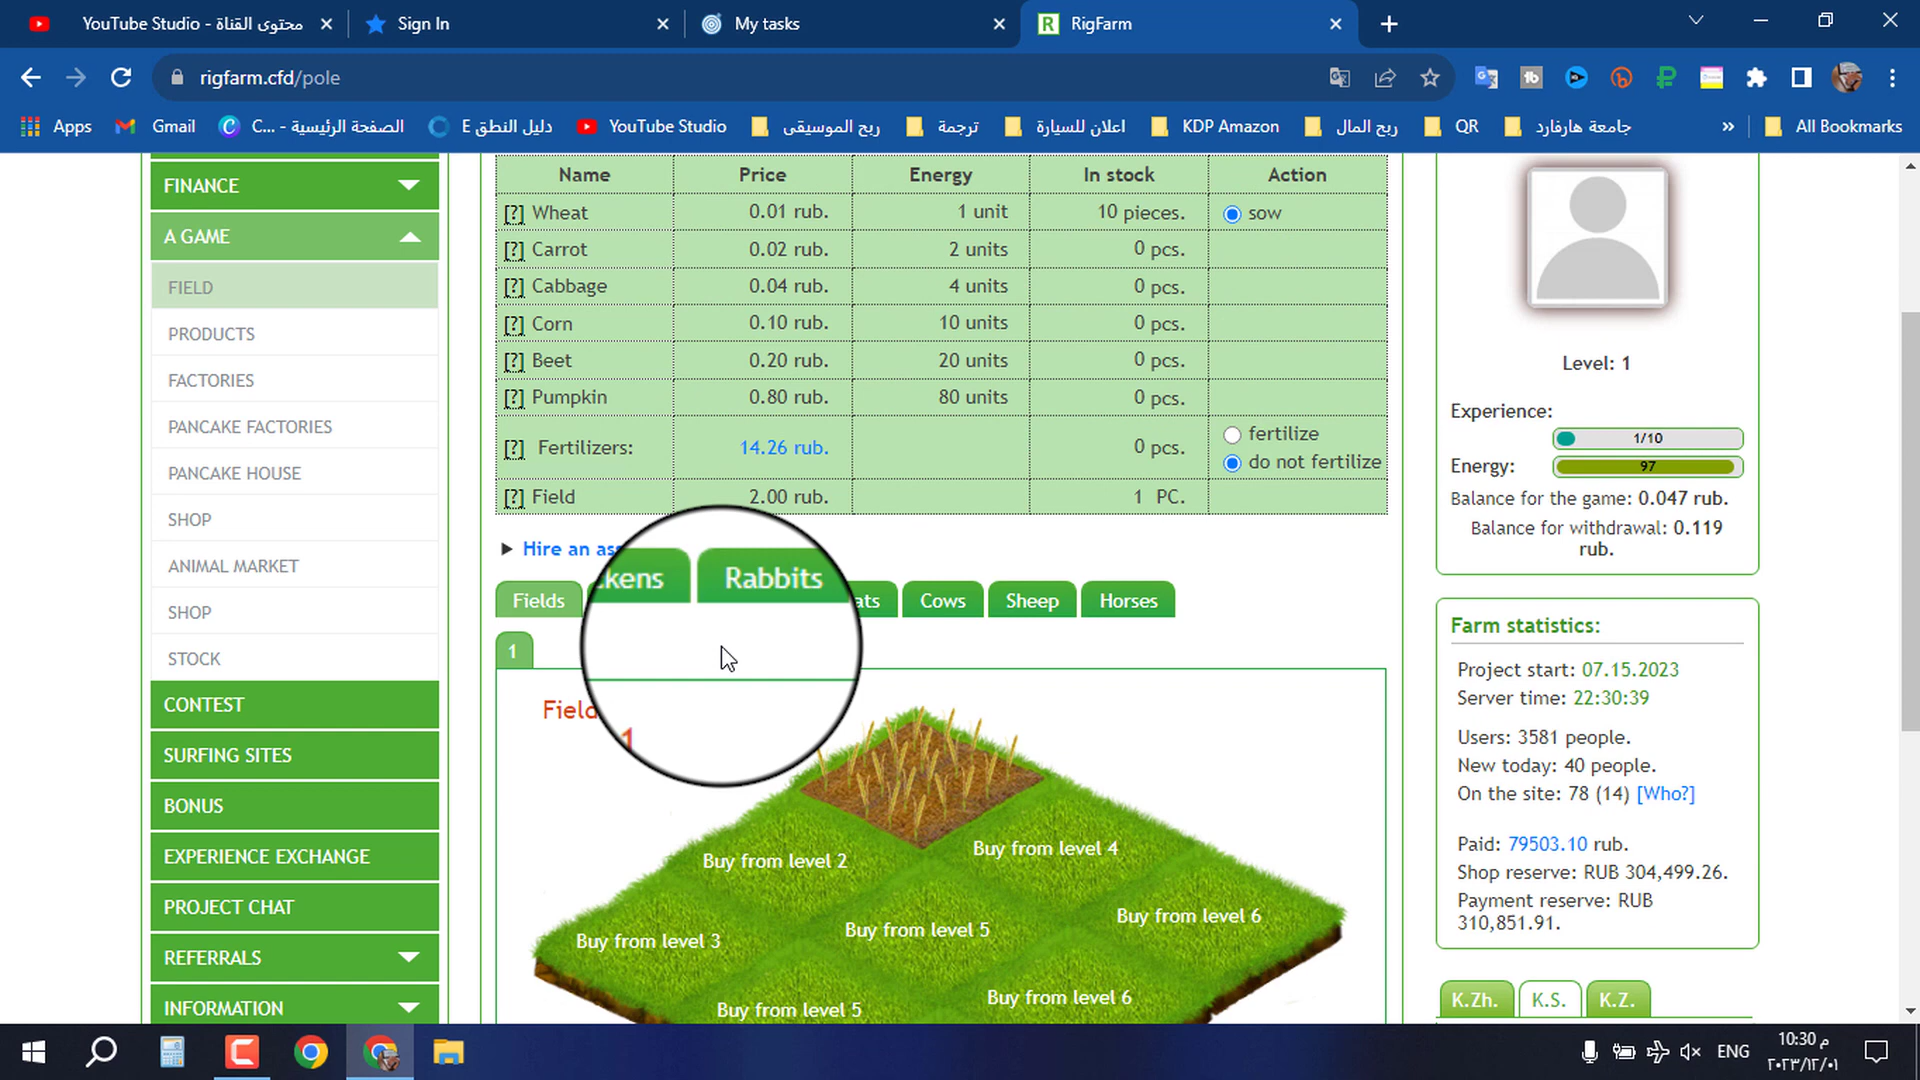 YouTube Studio - محتوى القناة
Sign In
My tasks
RigFarm
rigfarm.cfd/pole
Apps
Gmail
الصفحة الرئيسية - C...
دليل النطق E
YouTube Studio
ربح الموسيقى
ترجمة
اعلان للسيارة
KDP Amazon
ربح المال
QR
جامعة هارفارد
»
All Bookmarks
FINANCE
A GAME
FIELD
PRODUCTS
FACTORIES
PANCAKE FACTORIES
PANCAKE HOUSE
SHOP
ANIMAL MARKET
SHOP
STOCK
CONTEST
SURFING SITES
BONUS
EXPERIENCE EXCHANGE
PROJECT CHAT
REFERRALS
INFORMATION
Name Price Energy In stock Action
[?] Wheat 0.01 rub. 1 unit 10 pieces. sow
[?] Carrot 0.02 rub. 2 units 0 pcs.
[?] Cabbage 0.04 rub. 4 units 0 pcs.
[?] Corn 0.10 rub. 10 units 0 pcs.
[?] Beet 0.20 rub. 20 units 0 pcs.
[?] Pumpkin 0.80 rub. 80 units 0 pcs.
[?] Fertilizers: 14.26 rub. 0 pcs. fertilize
do not fertilize
[?] Field 2.00 rub. 1 PC.
Hire an ass
Fields ckens Rabbits ats Cows Sheep Horses
1
Field
1
Buy from level 2
Buy from level 4
Buy from level 3
Buy from level 5
Buy from level 6
Buy from level 5
Buy from level 6
Level: 1
Experience:
1/10
Energy:
97
Balance for the game: 0.047 rub.
Balance for withdrawal: 0.119
rub.
Farm statistics:
Project start: 07.15.2023
Server time: 22:30:39
Users: 3581 people.
New today: 40 people.
On the site: 78 (14) [Who?]
Paid: 79503.10 rub.
Shop reserve: RUB 304,499.26.
Payment reserve: RUB
310,851.91.
K.Zh. K.S. K.Z.
ENG
10:30 م
٢٠٢٣/١٢/٠١